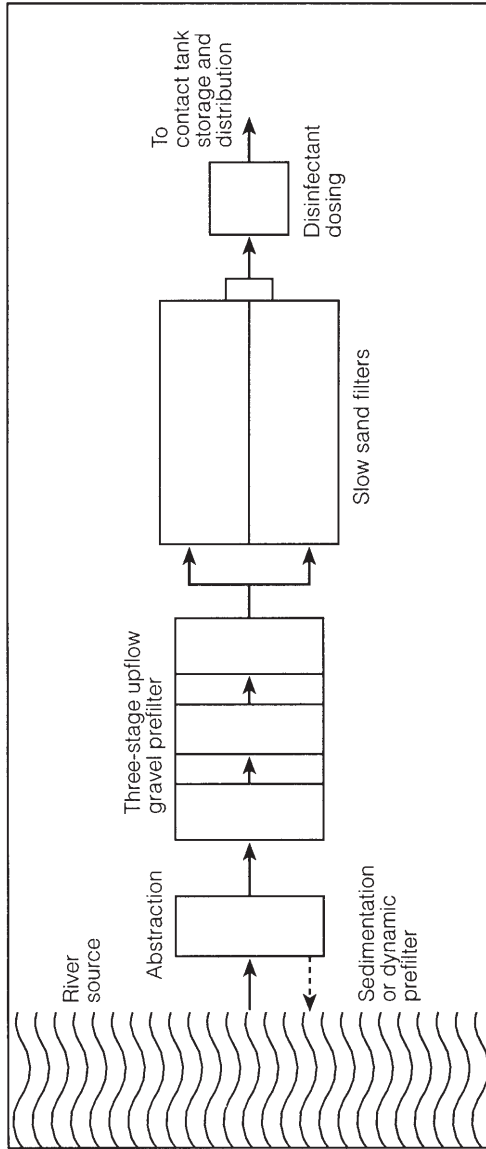 River
source
Abstraction
Sedimentation
or dynamic
prefilter
Three-stage upflow
gravel prefilter
Slow sand filters
Disinfectant
dosing
To
contact tank
storage and
distribution